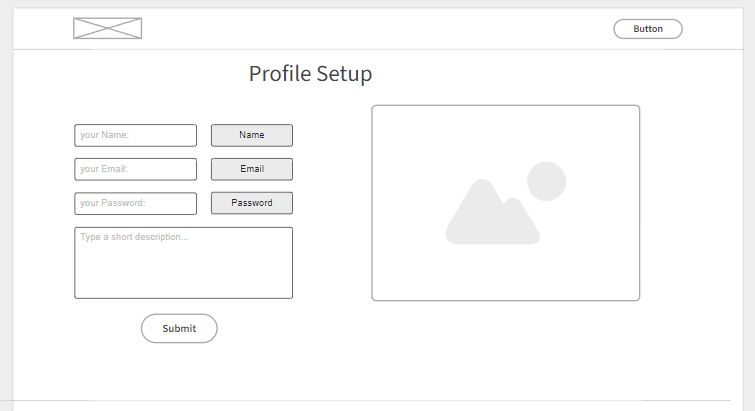 Button
Profile Setup
your Name:
Name
your Email:
Email
your Password:
Password
Type a short description...
Submit